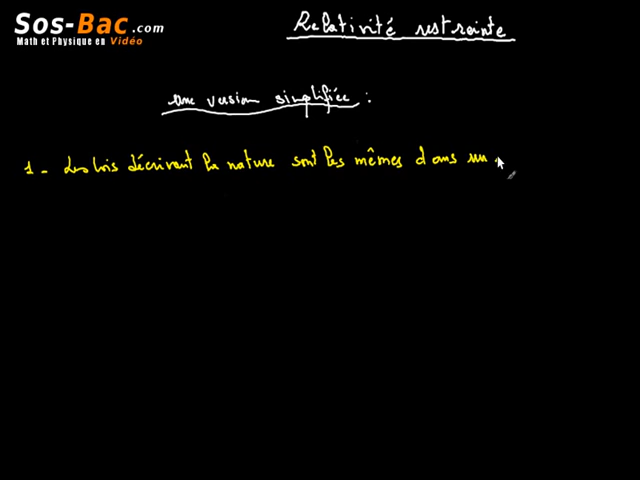 Sos-Bac.com
Math et Physique en Vidéo
Relativité restreinte
une version simplifiée :
1 - Les lois décrivant la nature sont les mêmes dans un